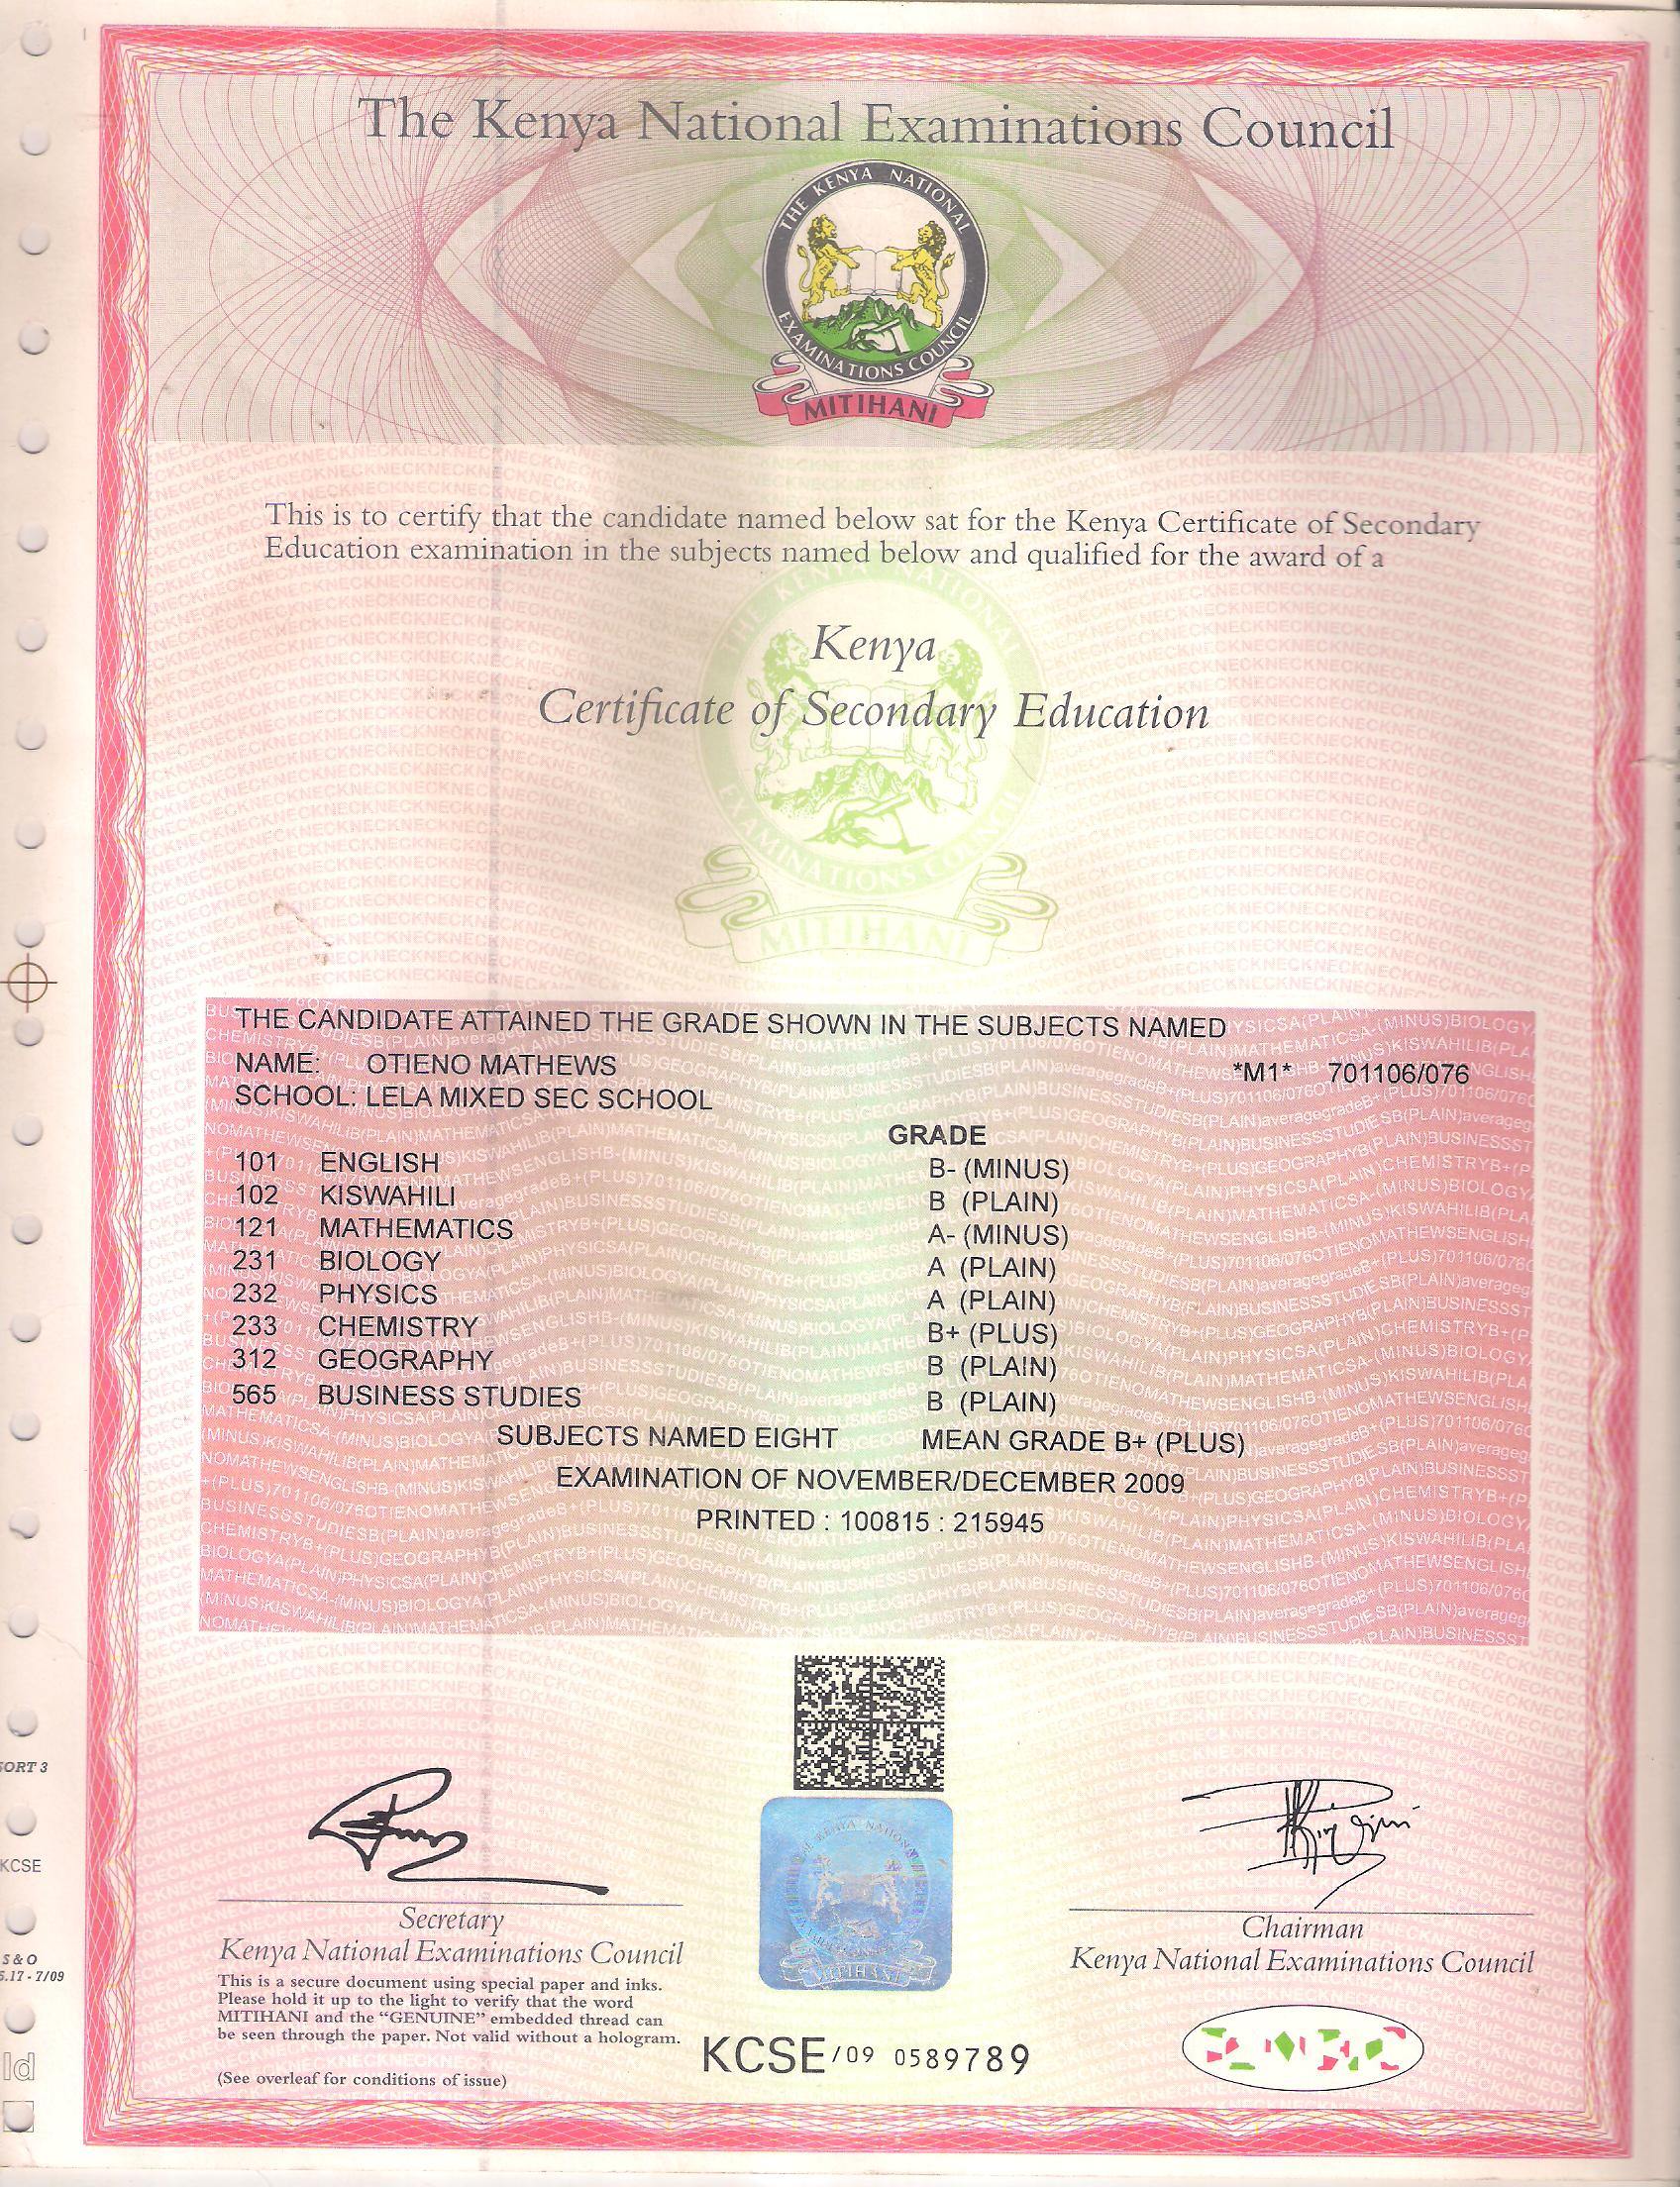 The Kenya National Examinations Council
THE KENYA NATIONAL
EXAMINATIONS COUNCIL
MITIHANI
This is to certify that the candidate named below sat for the Kenya Certificate of Secondary
Education examination in the subjects named below and qualified for the award of a
Kenya
Certificate of Secondary Education
THE CANDIDATE ATTAINED THE GRADE SHOWN IN THE SUBJECTS NAMED
NAME: OTIENO MATHEWS *M1* 701106/076
SCHOOL: LELA MIXED SEC SCHOOL
GRADE
101 ENGLISH B- (MINUS)
102 KISWAHILI B (PLAIN)
121 MATHEMATICS A- (MINUS)
231 BIOLOGY A (PLAIN)
232 PHYSICS A (PLAIN)
233 CHEMISTRY B+ (PLUS)
312 GEOGRAPHY B (PLAIN)
565 BUSINESS STUDIES B (PLAIN)
SUBJECTS NAMED EIGHT MEAN GRADE B+ (PLUS)
EXAMINATION OF NOVEMBER/DECEMBER 2009
PRINTED : 100815 : 215945
SORT 3
KCSE
S & O
Secretary
Kenya National Examinations Council
Chairman
Kenya National Examinations Council
This is a secure document using special paper and inks.
Please hold it up to the light to verify that the word
MITIHANI and the “GENUINE” embedded thread can
be seen through the paper. Not valid without a hologram.
(See overleaf for conditions of issue)
KCSE/09 0589789